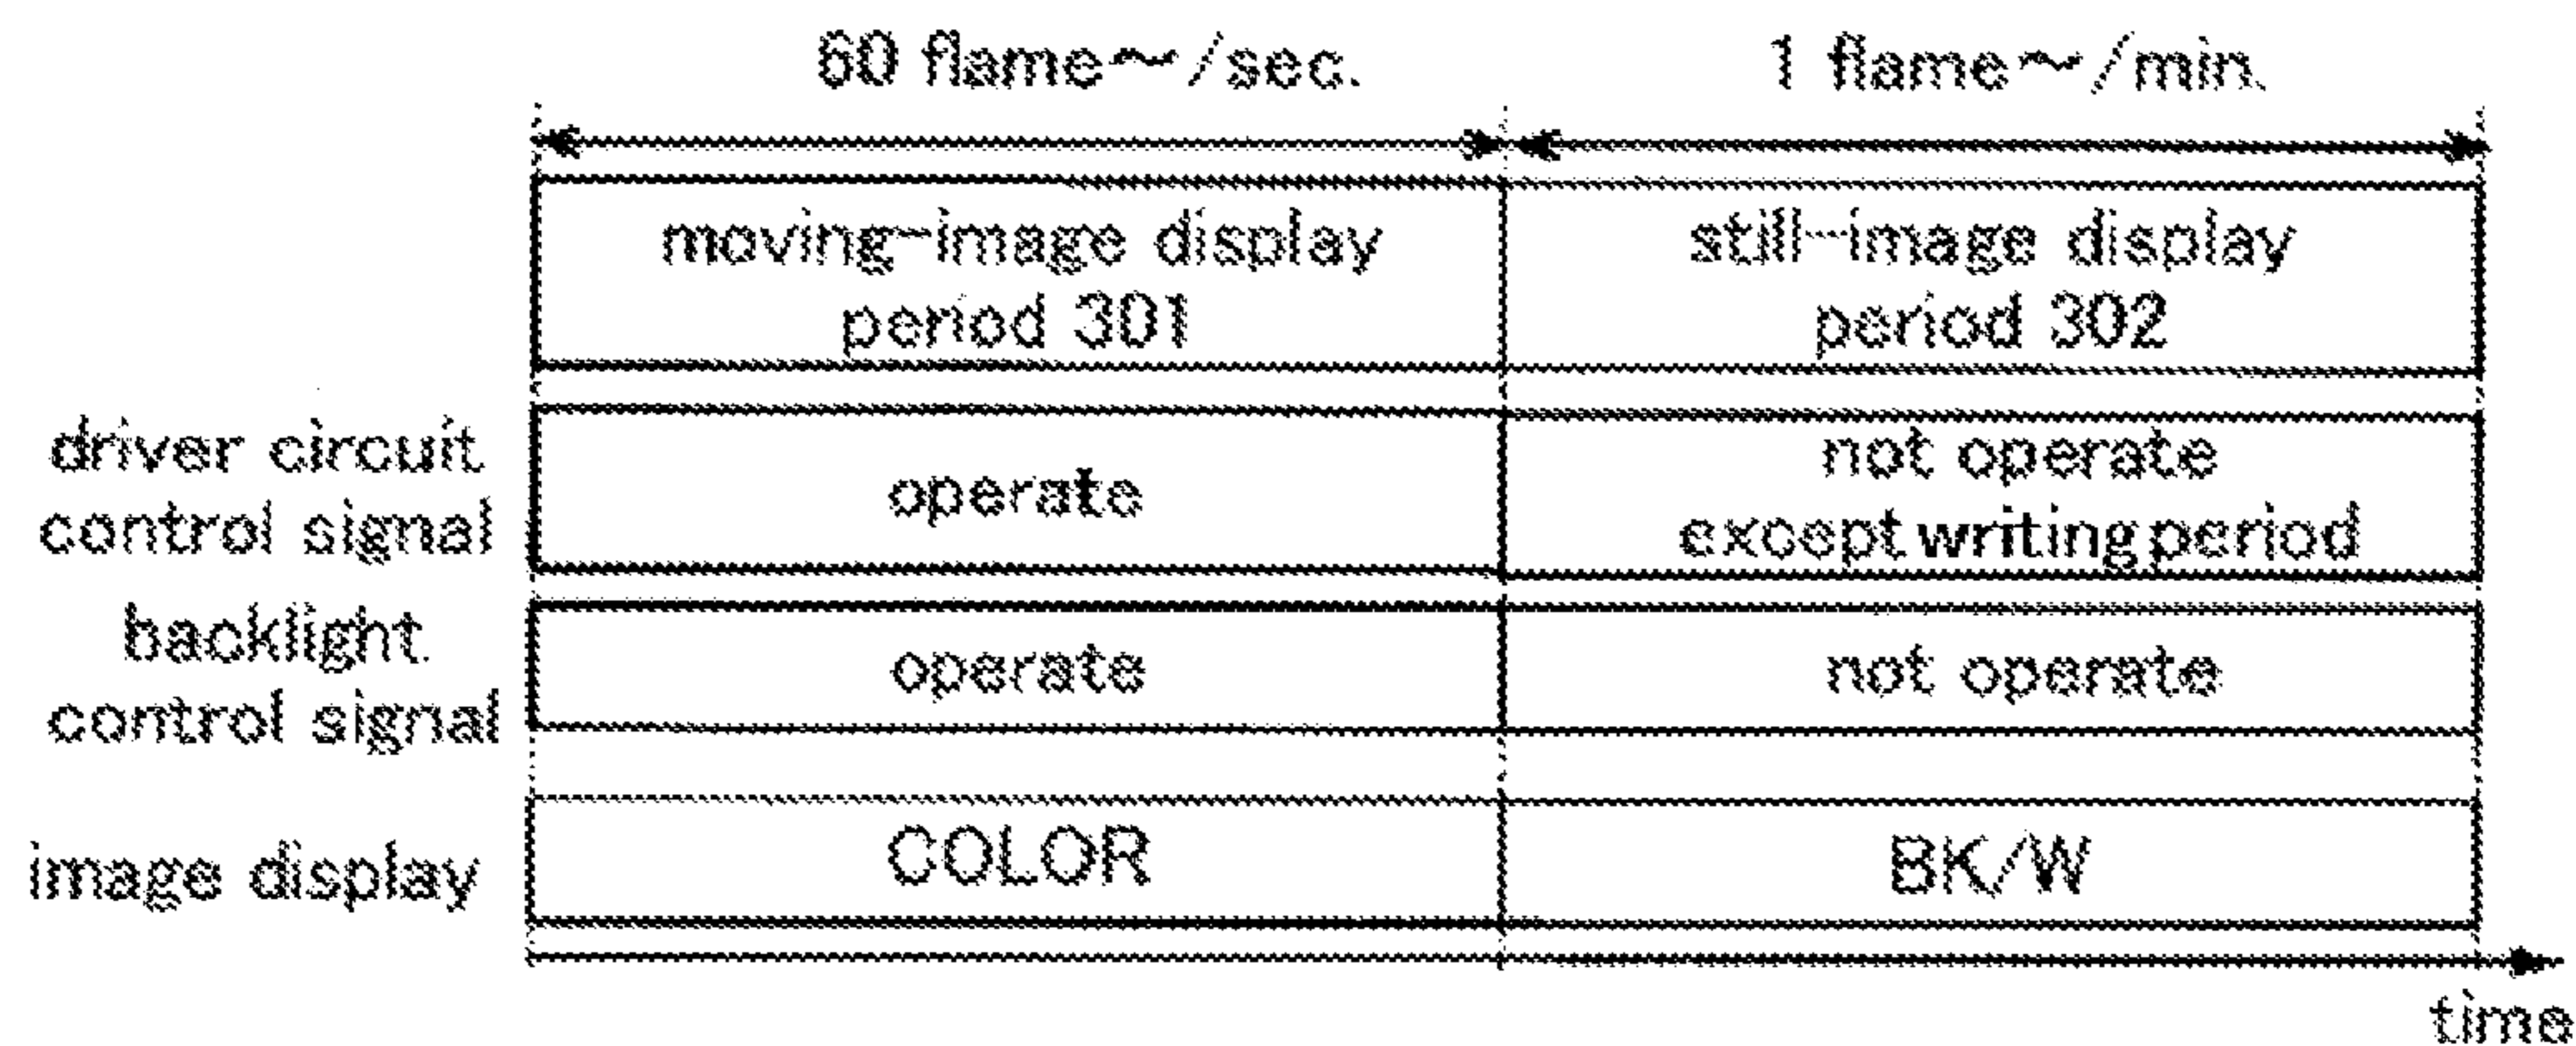 60 flame~/sec. 1 flame~/min.
moving-image display still-image display
period 301 period 302
driver circuit not operate
operate
control signal except writing period
backlight
operate not operate
control signal
image display COLOR BK/W
time